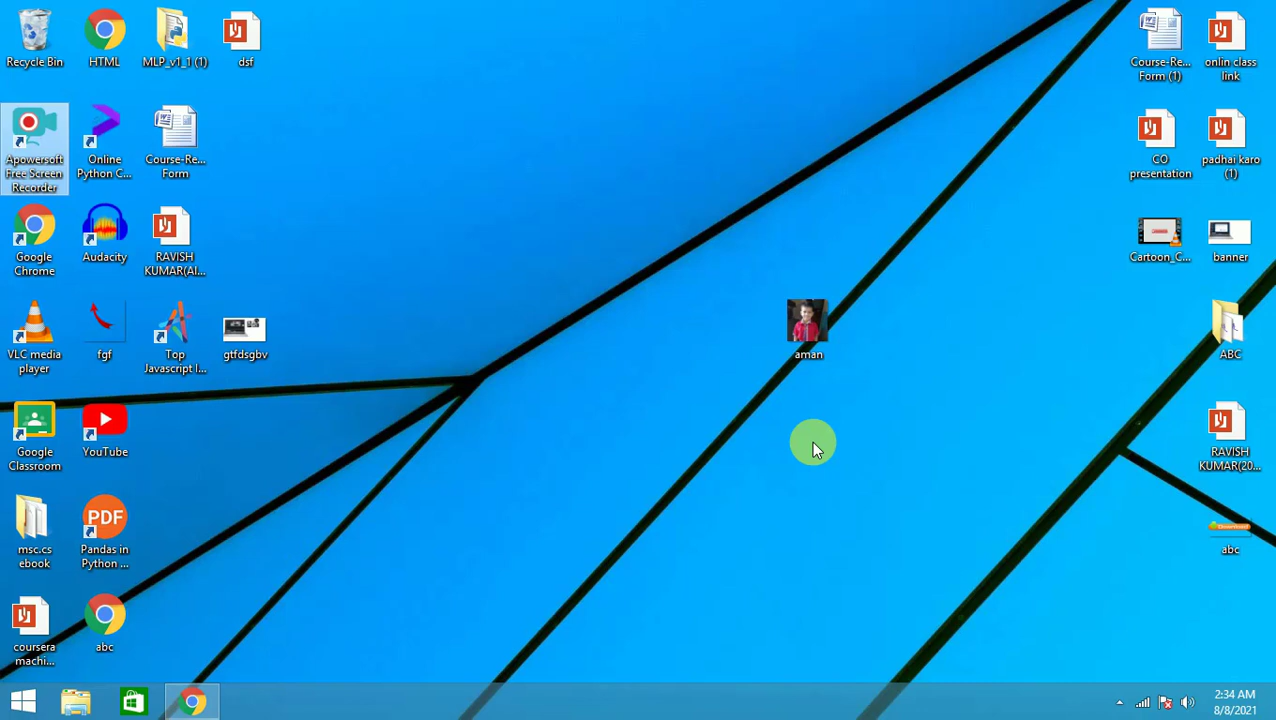 Recycle Bin
HTML
MLP_v1_1 (1)
dsf
Course-Re...
Form (1)
onlin class
link
Apowersoft
Free Screen
Recorder
Online
Python C...
Course-Re...
Form
CO
presentation
padhai karo
(1)
Google
Chrome
Audacity
RAVISH
KUMAR(AI...
Cartoon_C...
banner
VLC media
player
fgf
Top
Javascript I...
gtfdsgbv
aman
ABC
Google
Classroom
YouTube
RAVISH
KUMAR(20...
msc.cs
ebook
PDF
Pandas in
Python ...
abc
coursera
machi...
abc
2:34 AM
8/8/2021